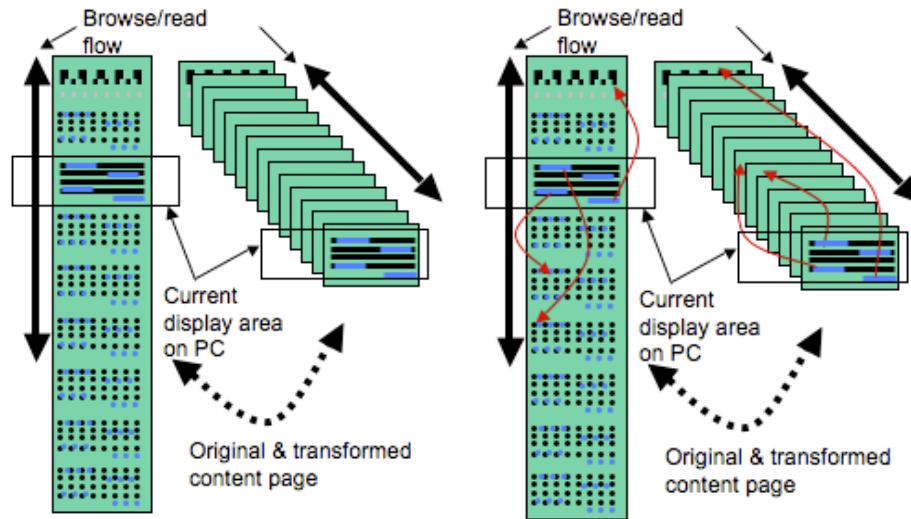 Browse/read
flow
Current
display area
on PC
Original & transformed
content page
Browse/read
flow
Current
display area
on PC
Original & transformed
content page